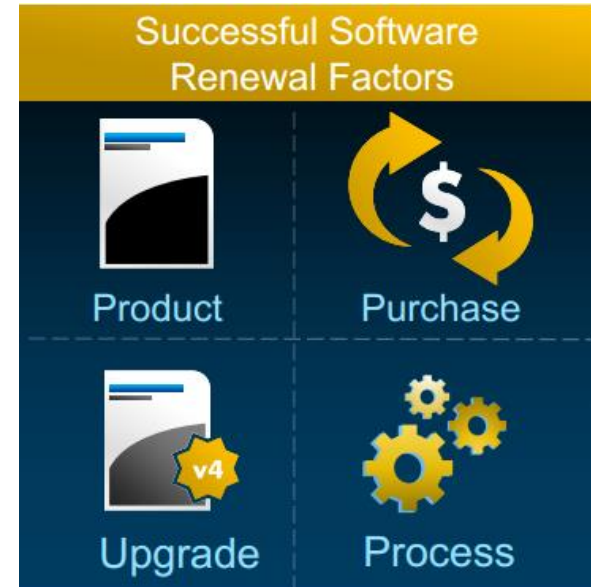 Successful Software
Renewal Factors
$
Product
Purchase
v4
Upgrade
Process